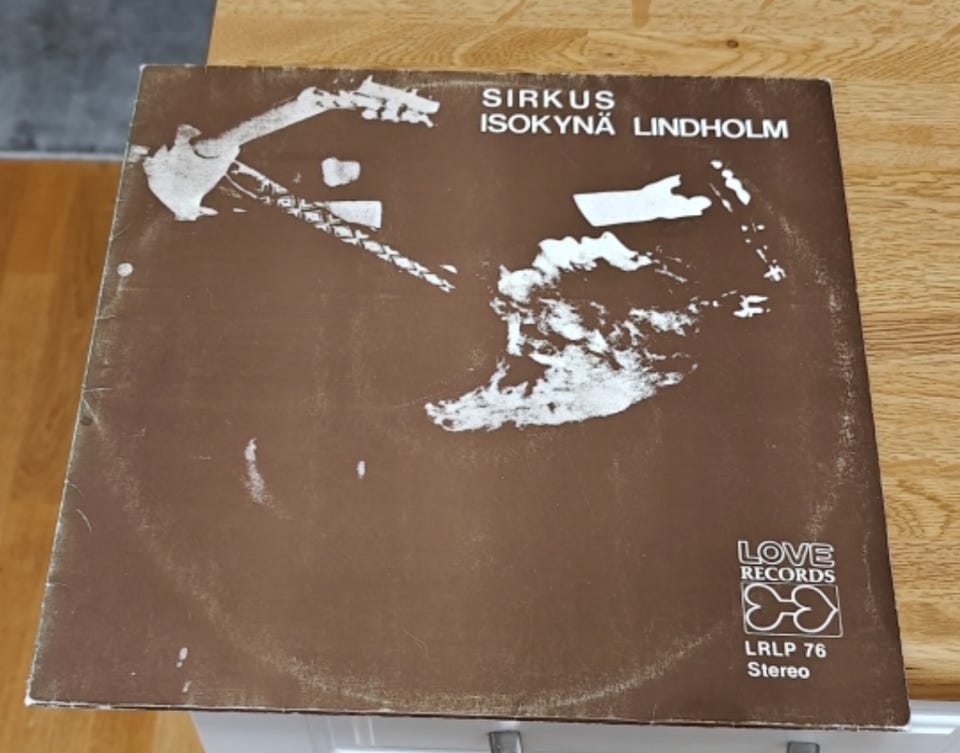 SIRKUS
ISOKYNÄ LINDHOLM
LOVE
RECORDS
LRLP 76
Stereo